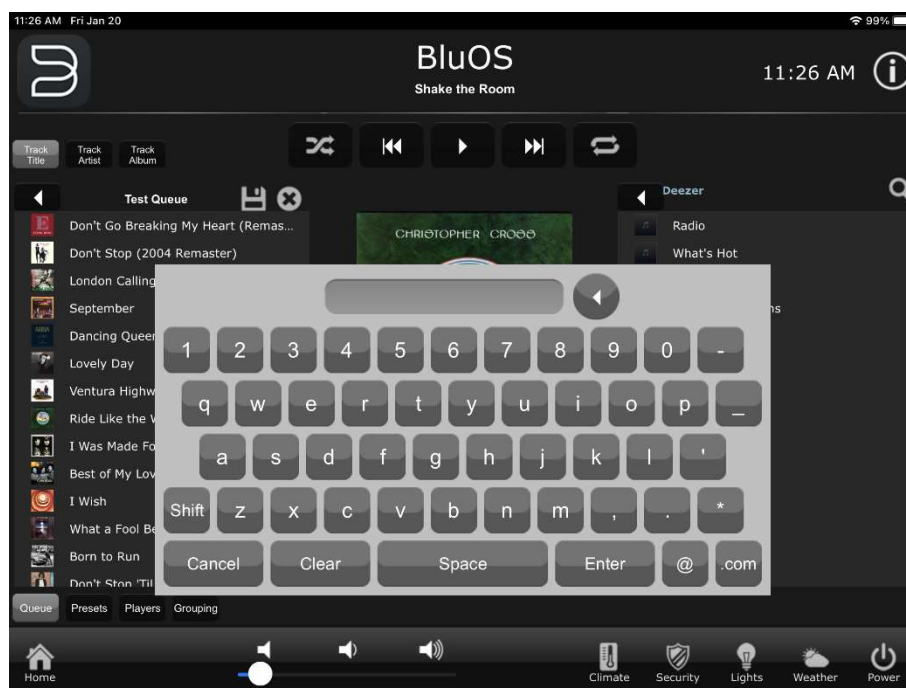 11:26 AM Fri Jan 20
99%
BluOS
Shake the Room
11:26 AM
Track Title
Track Artist
Track Album
Test Queue
Deezer
Don't Go Breaking My Heart (Remas...
Don't Stop (2004 Remaster)
London Calling
September
Dancing Queen
Lovely Day
Ventura Highw
Ride Like the W
I Was Made Fo
Best of My Lov
I Wish
What a Fool Be
Born to Run
Don't Stop 'Til
CHRISTOPHER CROSS
Radio
What's Hot
ns
1 2 3 4 5 6 7 8 9 0 -
q w e r t y u i o p _
a s d f g h j k l '
Shift z x c v b n m , . *
Cancel Clear Space Enter @ .com
Queue Presets Players Grouping
Home
Climate Security Lights Weather Power